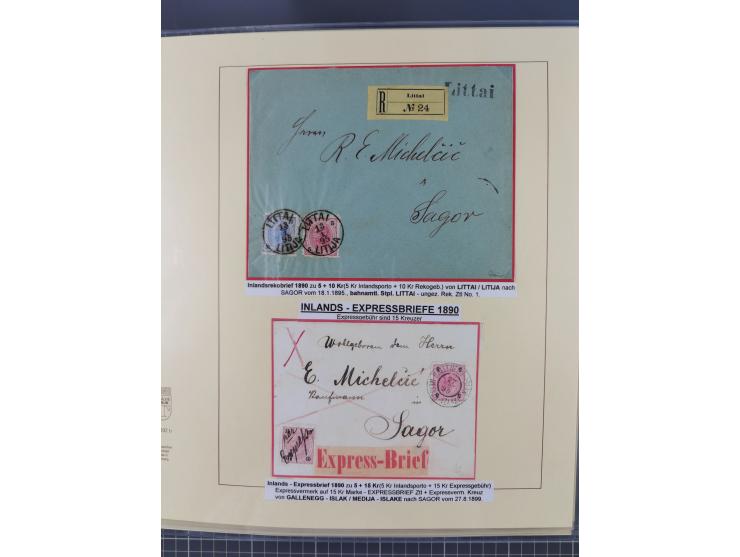 Littai
R
Littai
№ 24
Herrn
R. E. Michelčič
Sagor
LITTAI
LITTAI
LITIJA
LITIJA
Inlandsrekobrief 1890 zu 5 + 10 Kr(5 Kr Inlandsporto + 10 Kr Rekogeb.) von LITTAI / LITIJA nach
SAGOR vom 18.1.1895., bahnamtl. Stpl. LITTAI - ungez. Rek. Ztl No. 1.
INLANDS - EXPRESSBRIEFE 1890
Expressgebühr sind 15 Kreuzer
Wohlgeboren dem Herrn
E. Michelčič
Kaufmann
in
Sagor
Express-Brief
Inlands - Expressbrief 1890 zu 5 + 15 Kr(5 Kr Inlandsporto + 15 Kr Expressgebühr)
Expressvermerk auf 15 Kr Marke - EXPRESSBRIEF Ztl + Expressverm. Kreuz
von GALLENEGG - ISLAK / MEDIJA - ISLAKE nach SAGOR vom 27.8.1899.